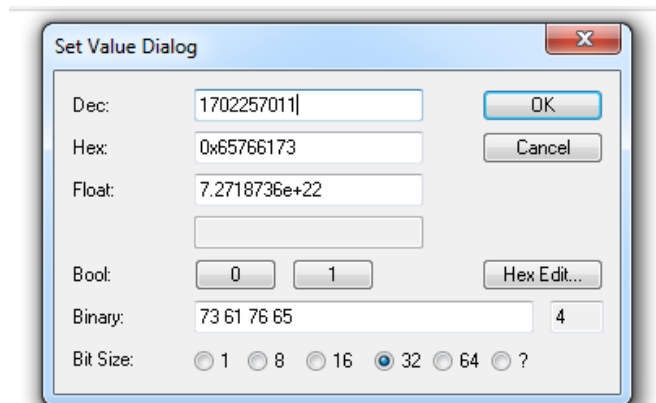 Set Value Dialog
Dec: 1702257011 OK
Hex: 0x65766173 Cancel
Float: 7.2718736e+22
Bool: 0 1 Hex Edit...
Binary: 73 61 76 65 4
Bit Size: 1 8 16 32 64 ?